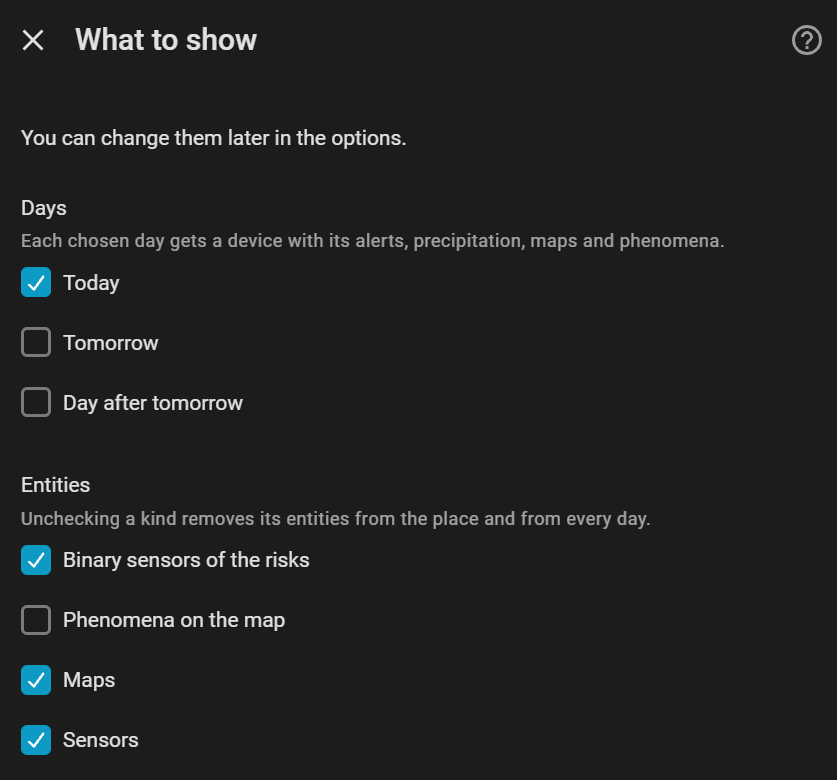 What to show
You can change them later in the options.
Days
Each chosen day gets a device with its alerts, precipitation, maps and phenomena.
Today
Tomorrow
Day after tomorrow
Entities
Unchecking a kind removes its entities from the place and from every day.
Binary sensors of the risks
Phenomena on the map
Maps
Sensors